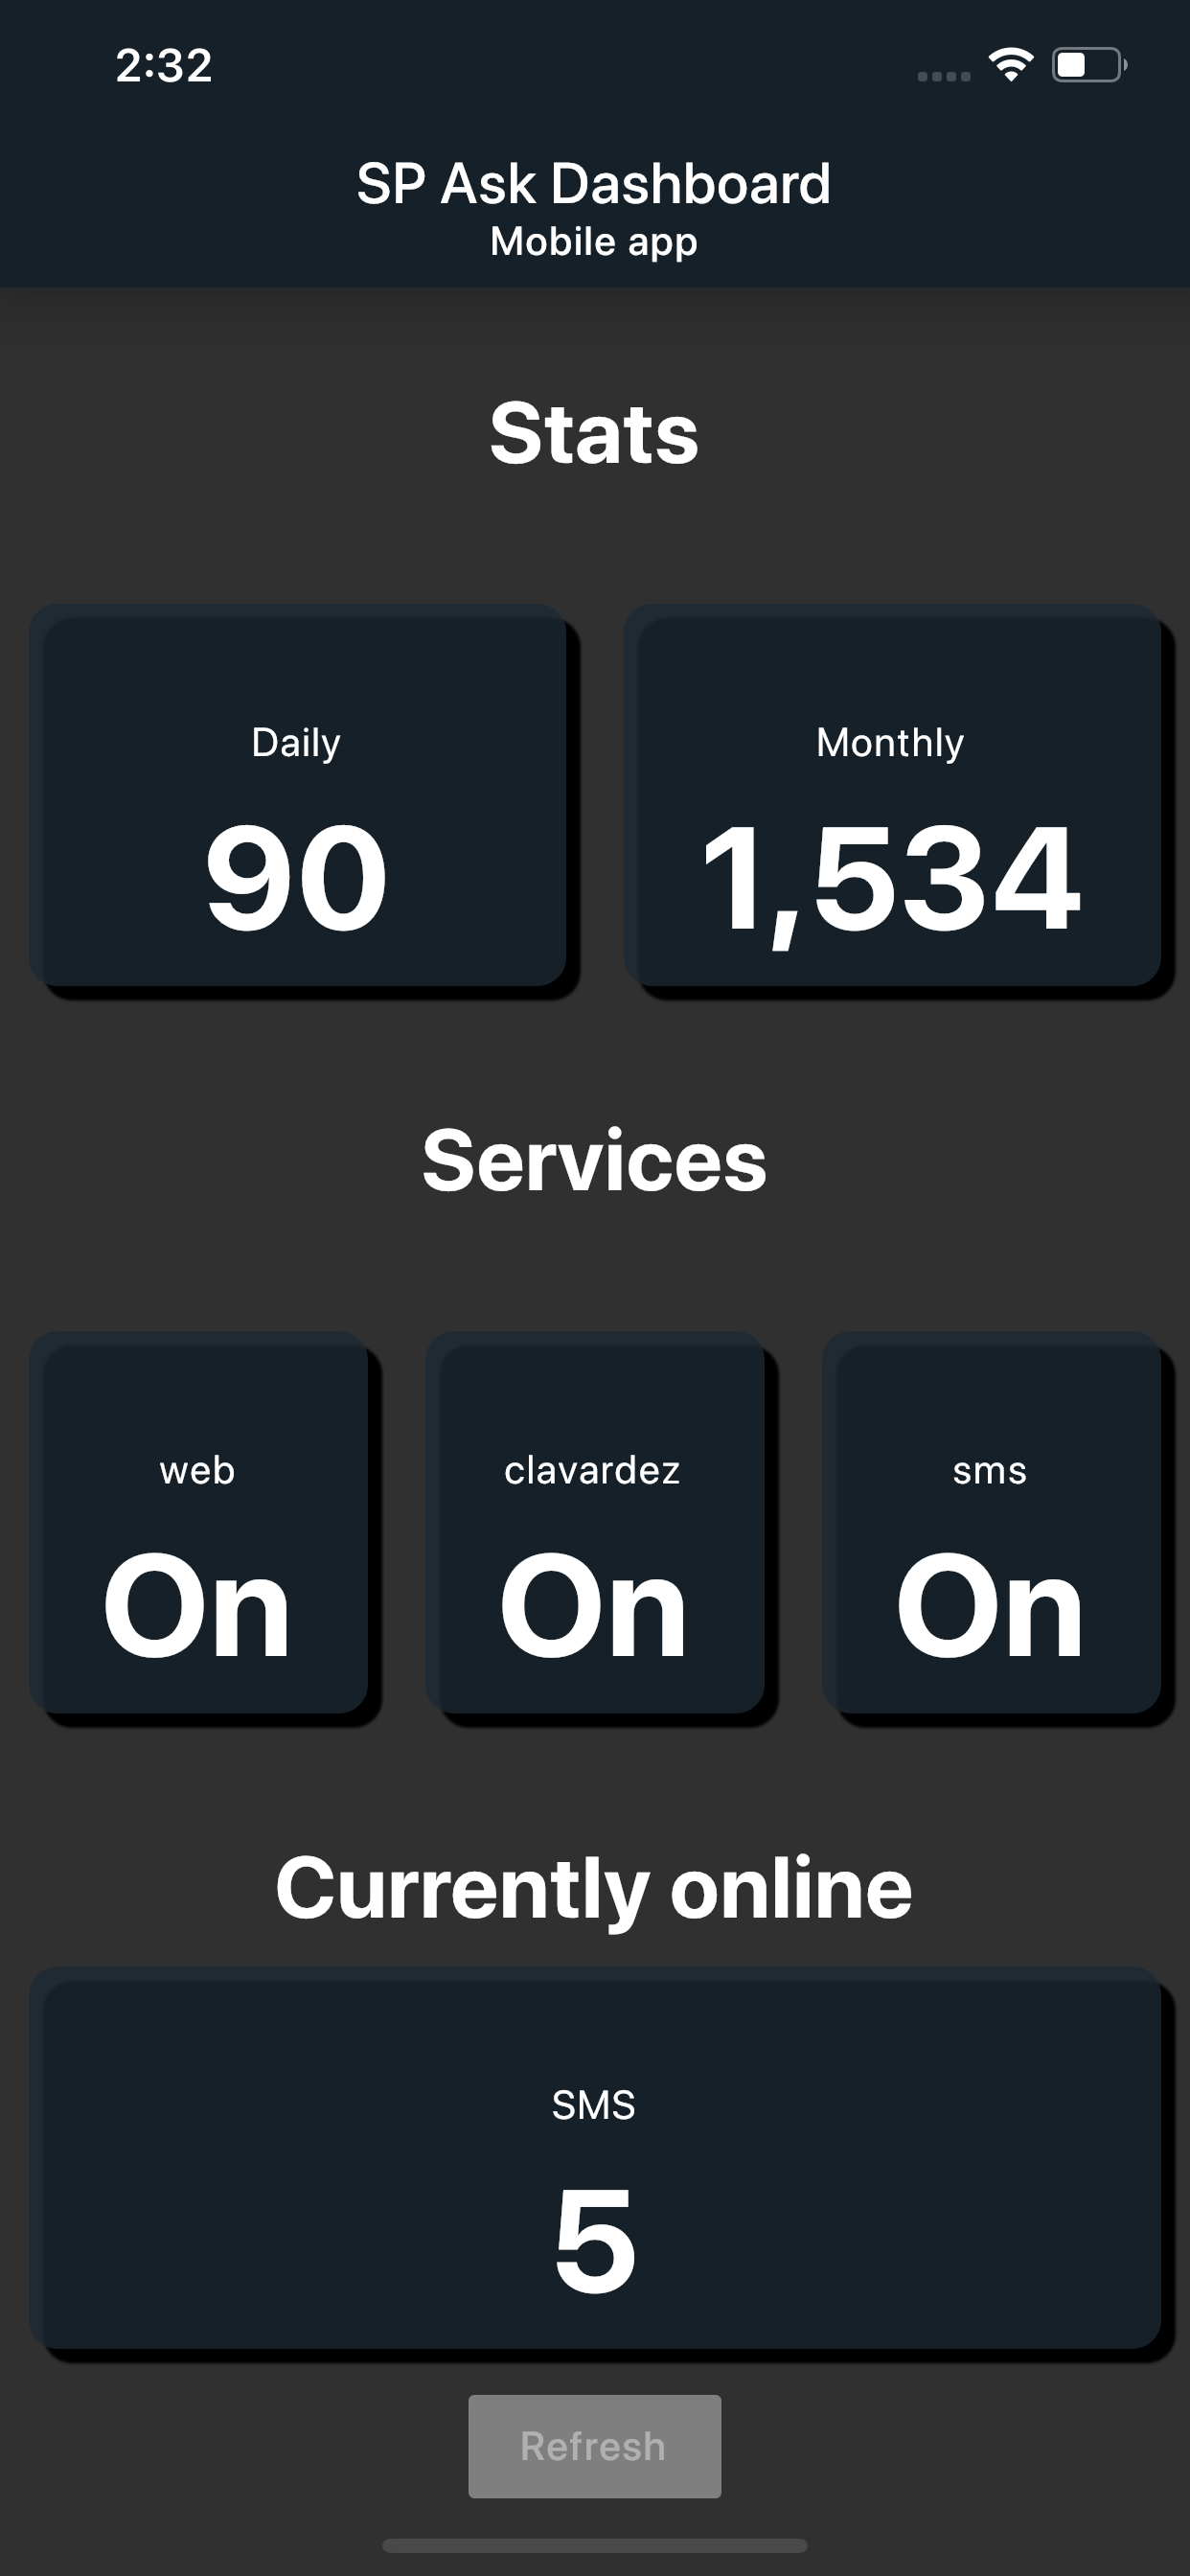 2:32
SP Ask Dashboard
Mobile app
Stats
Daily
90
Monthly
1,534
Services
web
On
clavardez
On
sms
On
Currently online
SMS
5
Refresh